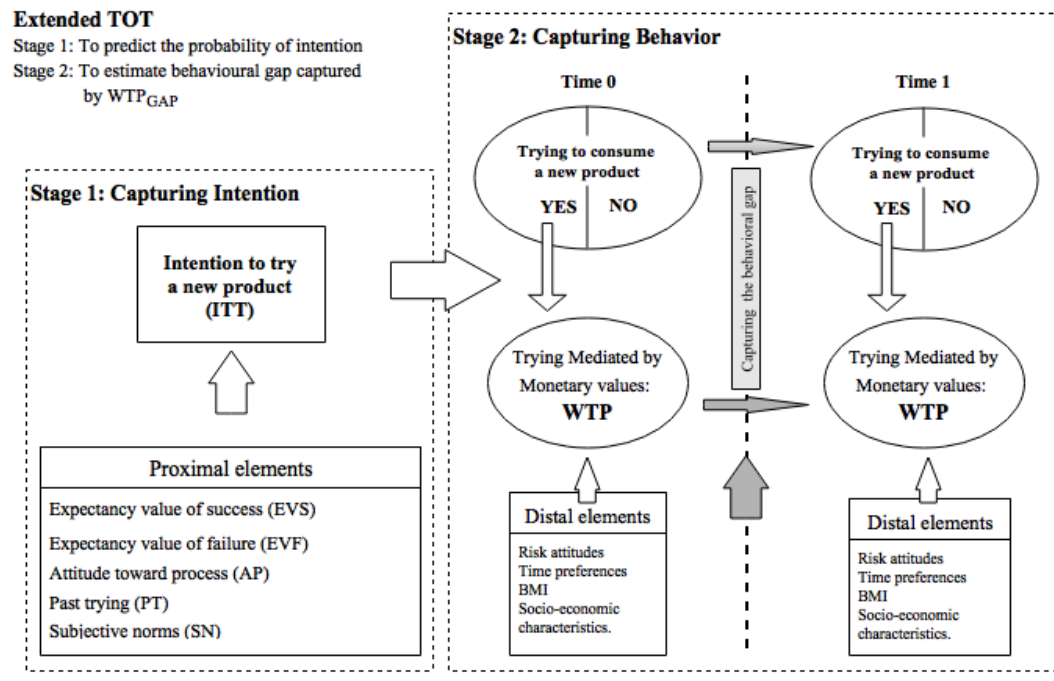 Extended TOT
Stage 1: To predict the probability of intention
Stage 2: To estimate behavioural gap captured
by WTPGAP
Stage 1: Capturing Intention
Intention to try
a new product
(ITT)
Proximal elements
Expectancy value of success (EVS)
Expectancy value of failure (EVF)
Attitude toward process (AP)
Past trying (PT)
Subjective norms (SN)
Stage 2: Capturing Behavior
Time 0
Trying to consume
a new product
YES
NO
Trying Mediated by
Monetary values:
WTP
Distal elements
Risk attitudes
Time preferences
BMI
Socio-economic
characteristics.
Capturing the behavioral gap
Time 1
Trying to consume
a new product
YES
NO
Trying Mediated by
Monetary values:
WTP
Distal elements
Risk attitudes
Time preferences
BMI
Socio-economic
characteristics.